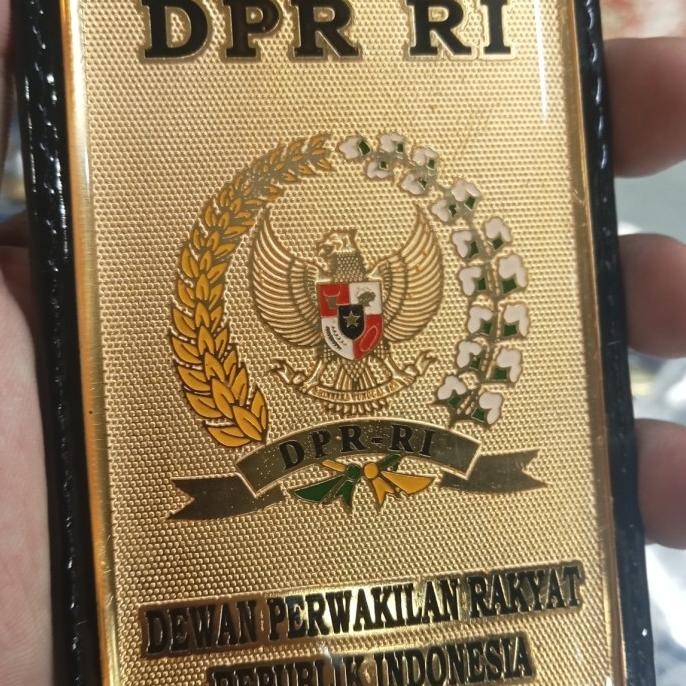 DPR RI
DPR-RI
DEWAN PERWAKILAN RAKYAT
REPUBLIK INDONESIA